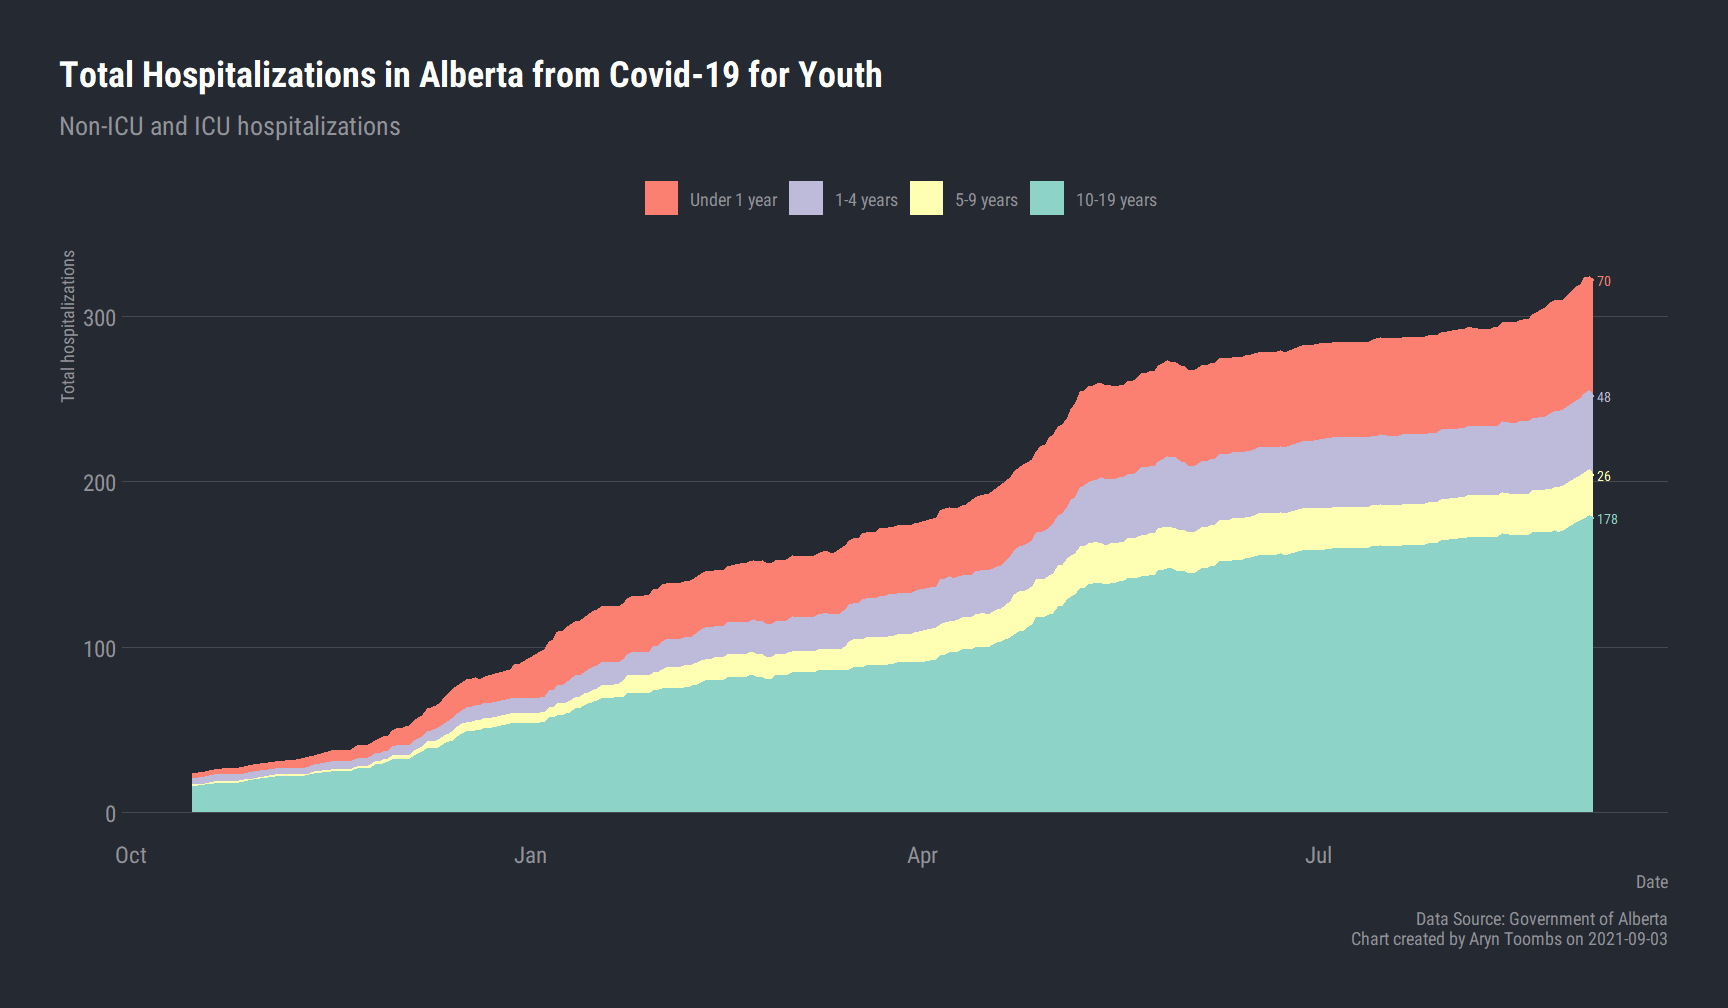 Total Hospitalizations in Alberta from Covid-19 for Youth
Non-ICU and ICU hospitalizations
Under 1 year 1-4 years 5-9 years 10-19 years
Total hospitalizations
300
200
100
0
70
48
26
178
Oct Jan Apr Jul
Date
Data Source: Government of Alberta
Chart created by Aryn Toombs on 2021-09-03